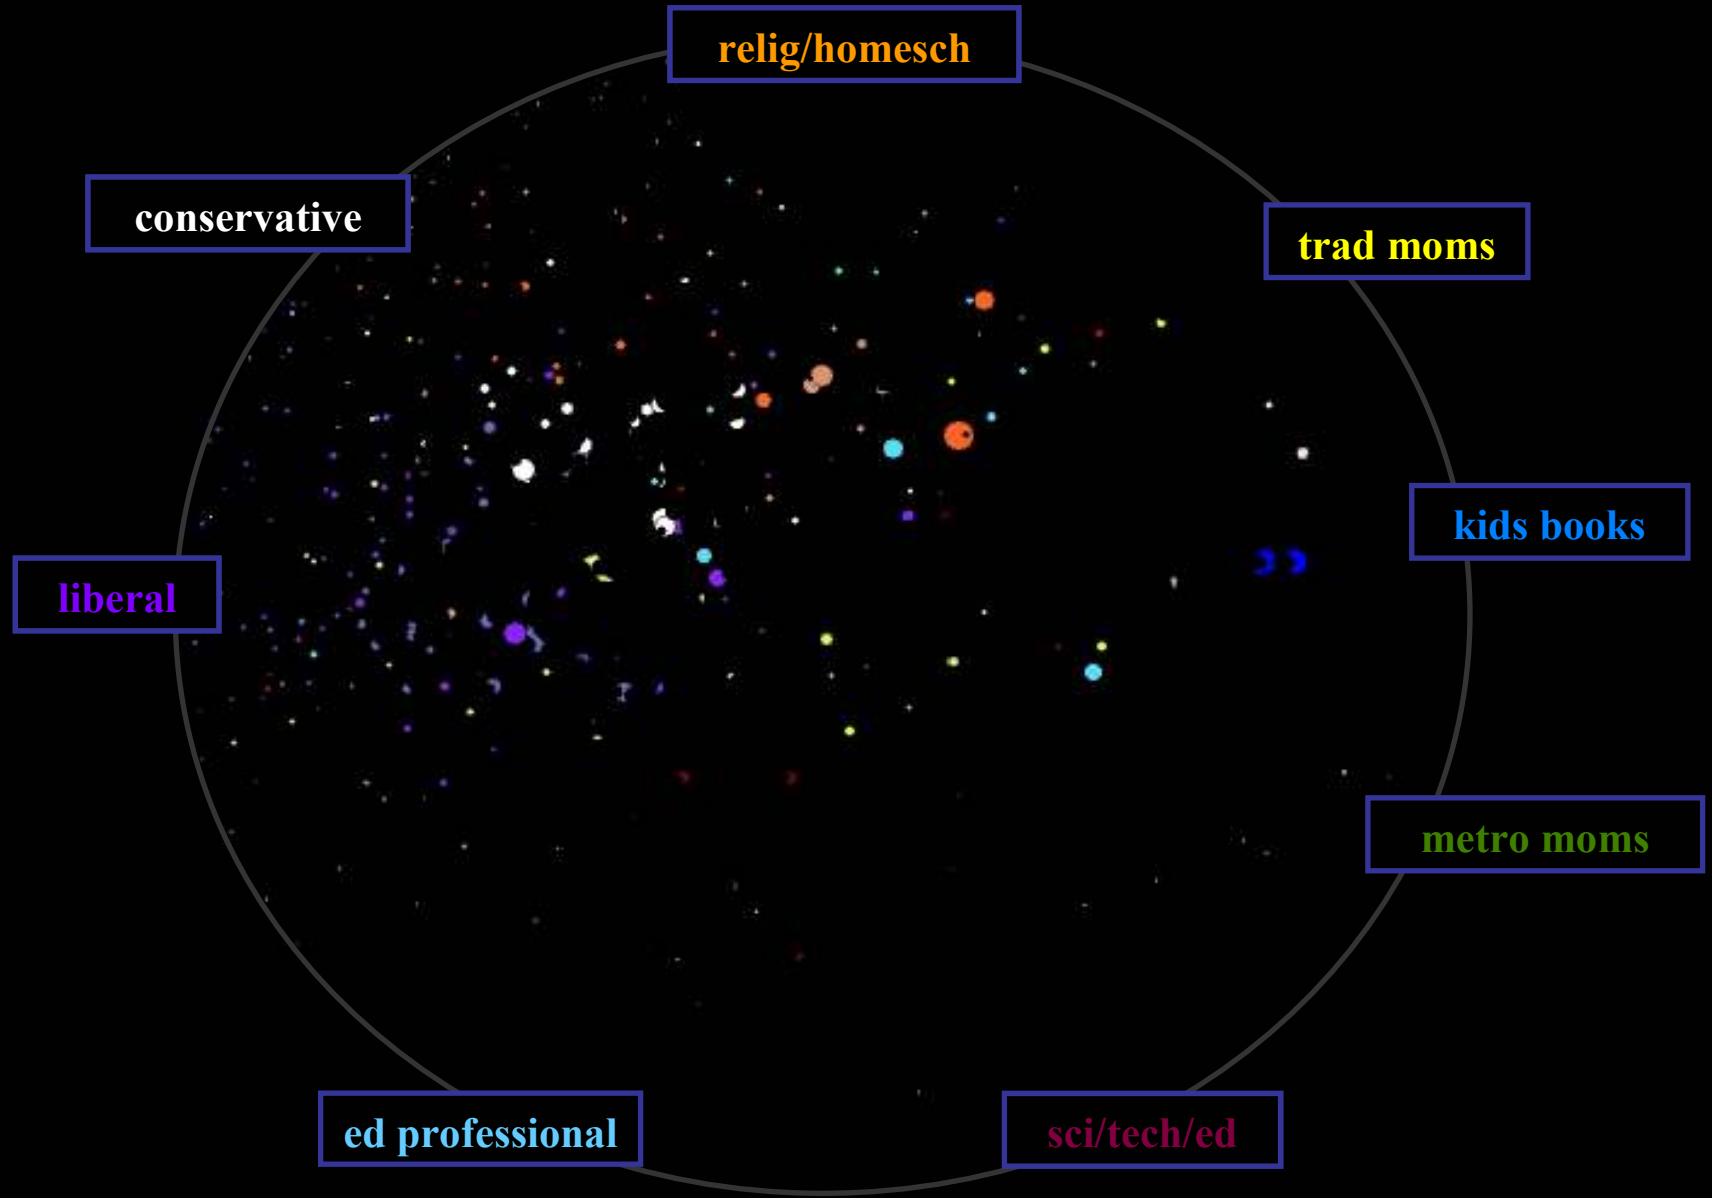 relig/homesch
conservative
trad moms
kids books
liberal
metro moms
ed professional
sci/tech/ed